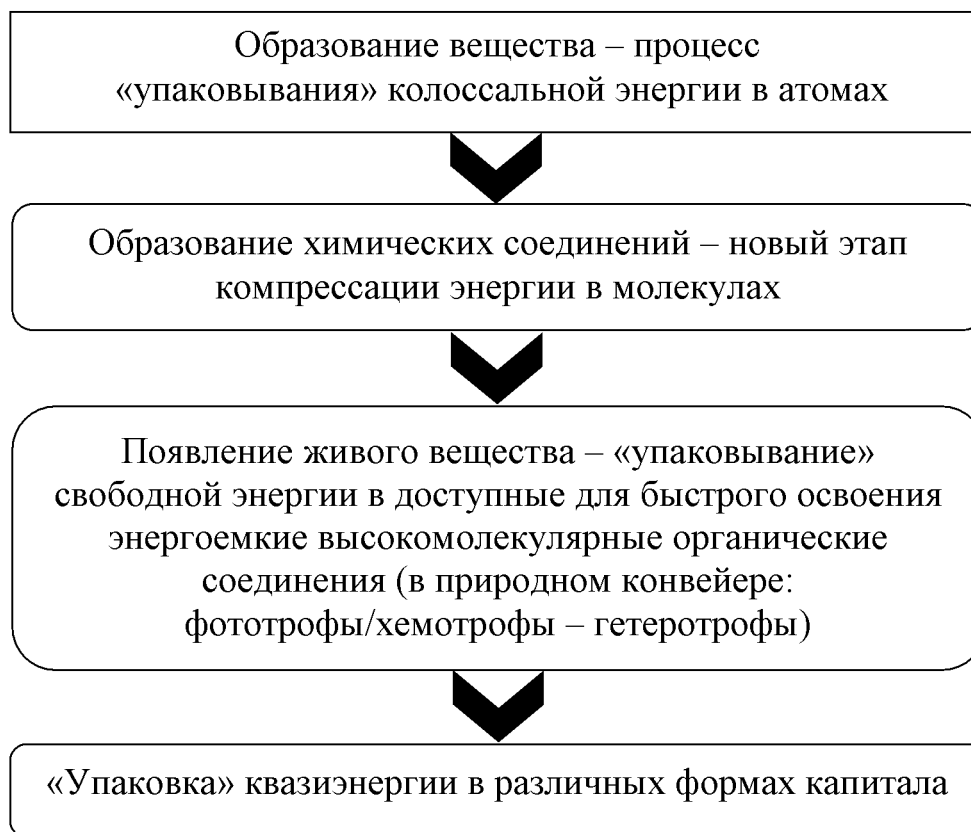 Образование вещества – процесс
«упаковывания» колоссальной энергии в атомах
Образование химических соединений – новый этап
компрессации энергии в молекулах
Появление живого вещества – «упаковывание»
свободной энергии в доступные для быстрого освоения
энергоемкие высокомолекулярные органические
соединения (в природном конвейере:
фототрофы/хемотрофы – гетеротрофы)
«Упаковка» квазиэнергии в различных формах капитала